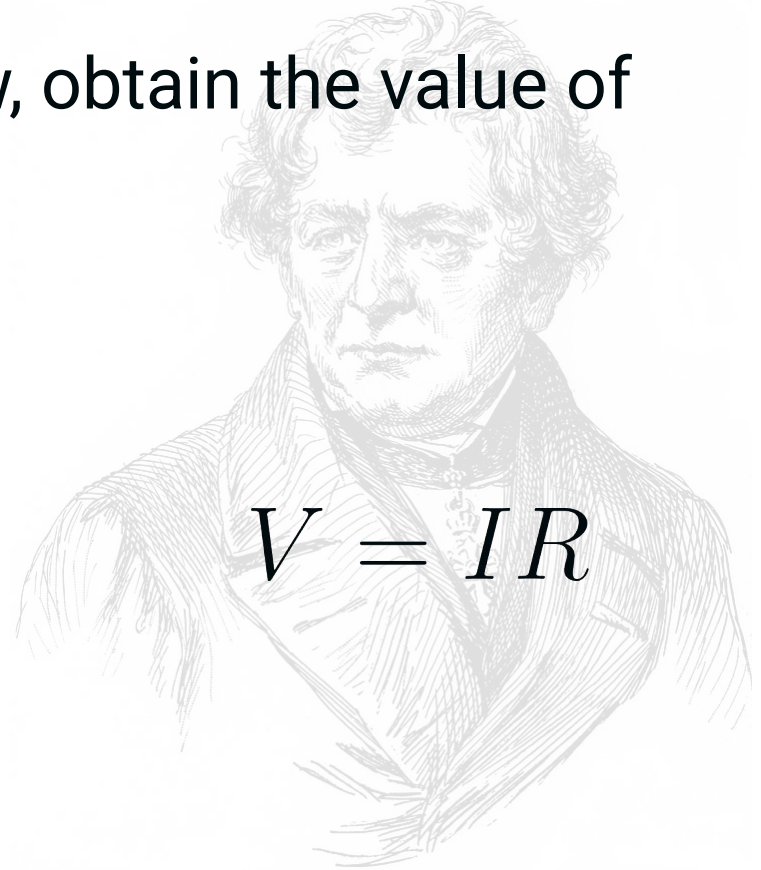 , obtain the value of
V = IR